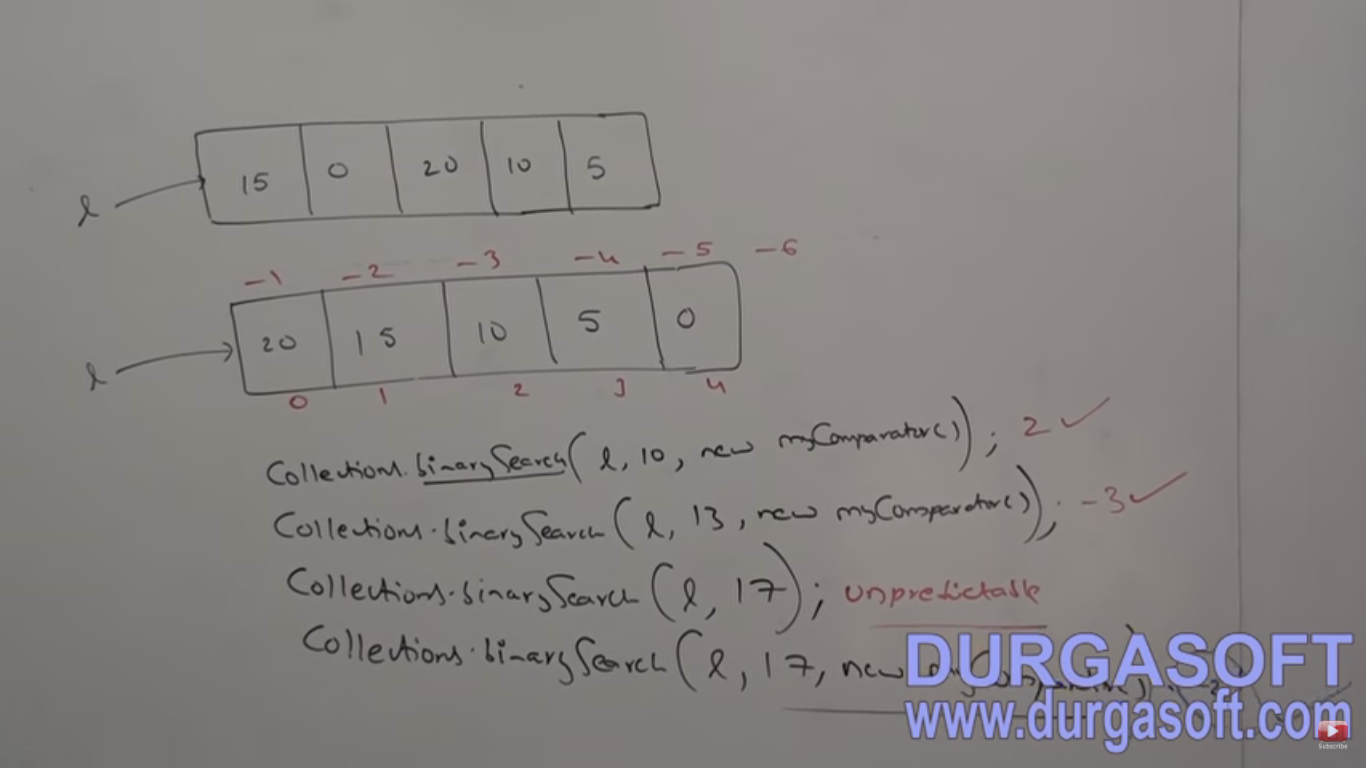 15 0 20 10 5
l
-1 -2 -3 -4 -5 -6
20 15 10 5 0
l
0 1 2 3 4
Collections.binarySearch(l, 10, new myComparator()); 2 ✓
Collections.binarySearch(l, 13, new myComparator()); -3 ✓
Collections.binarySearch(l, 17); unpredictable
Collections.binarySearch(l, 17, new
DURGASOFT
www.durgasoft.com
Subscribe